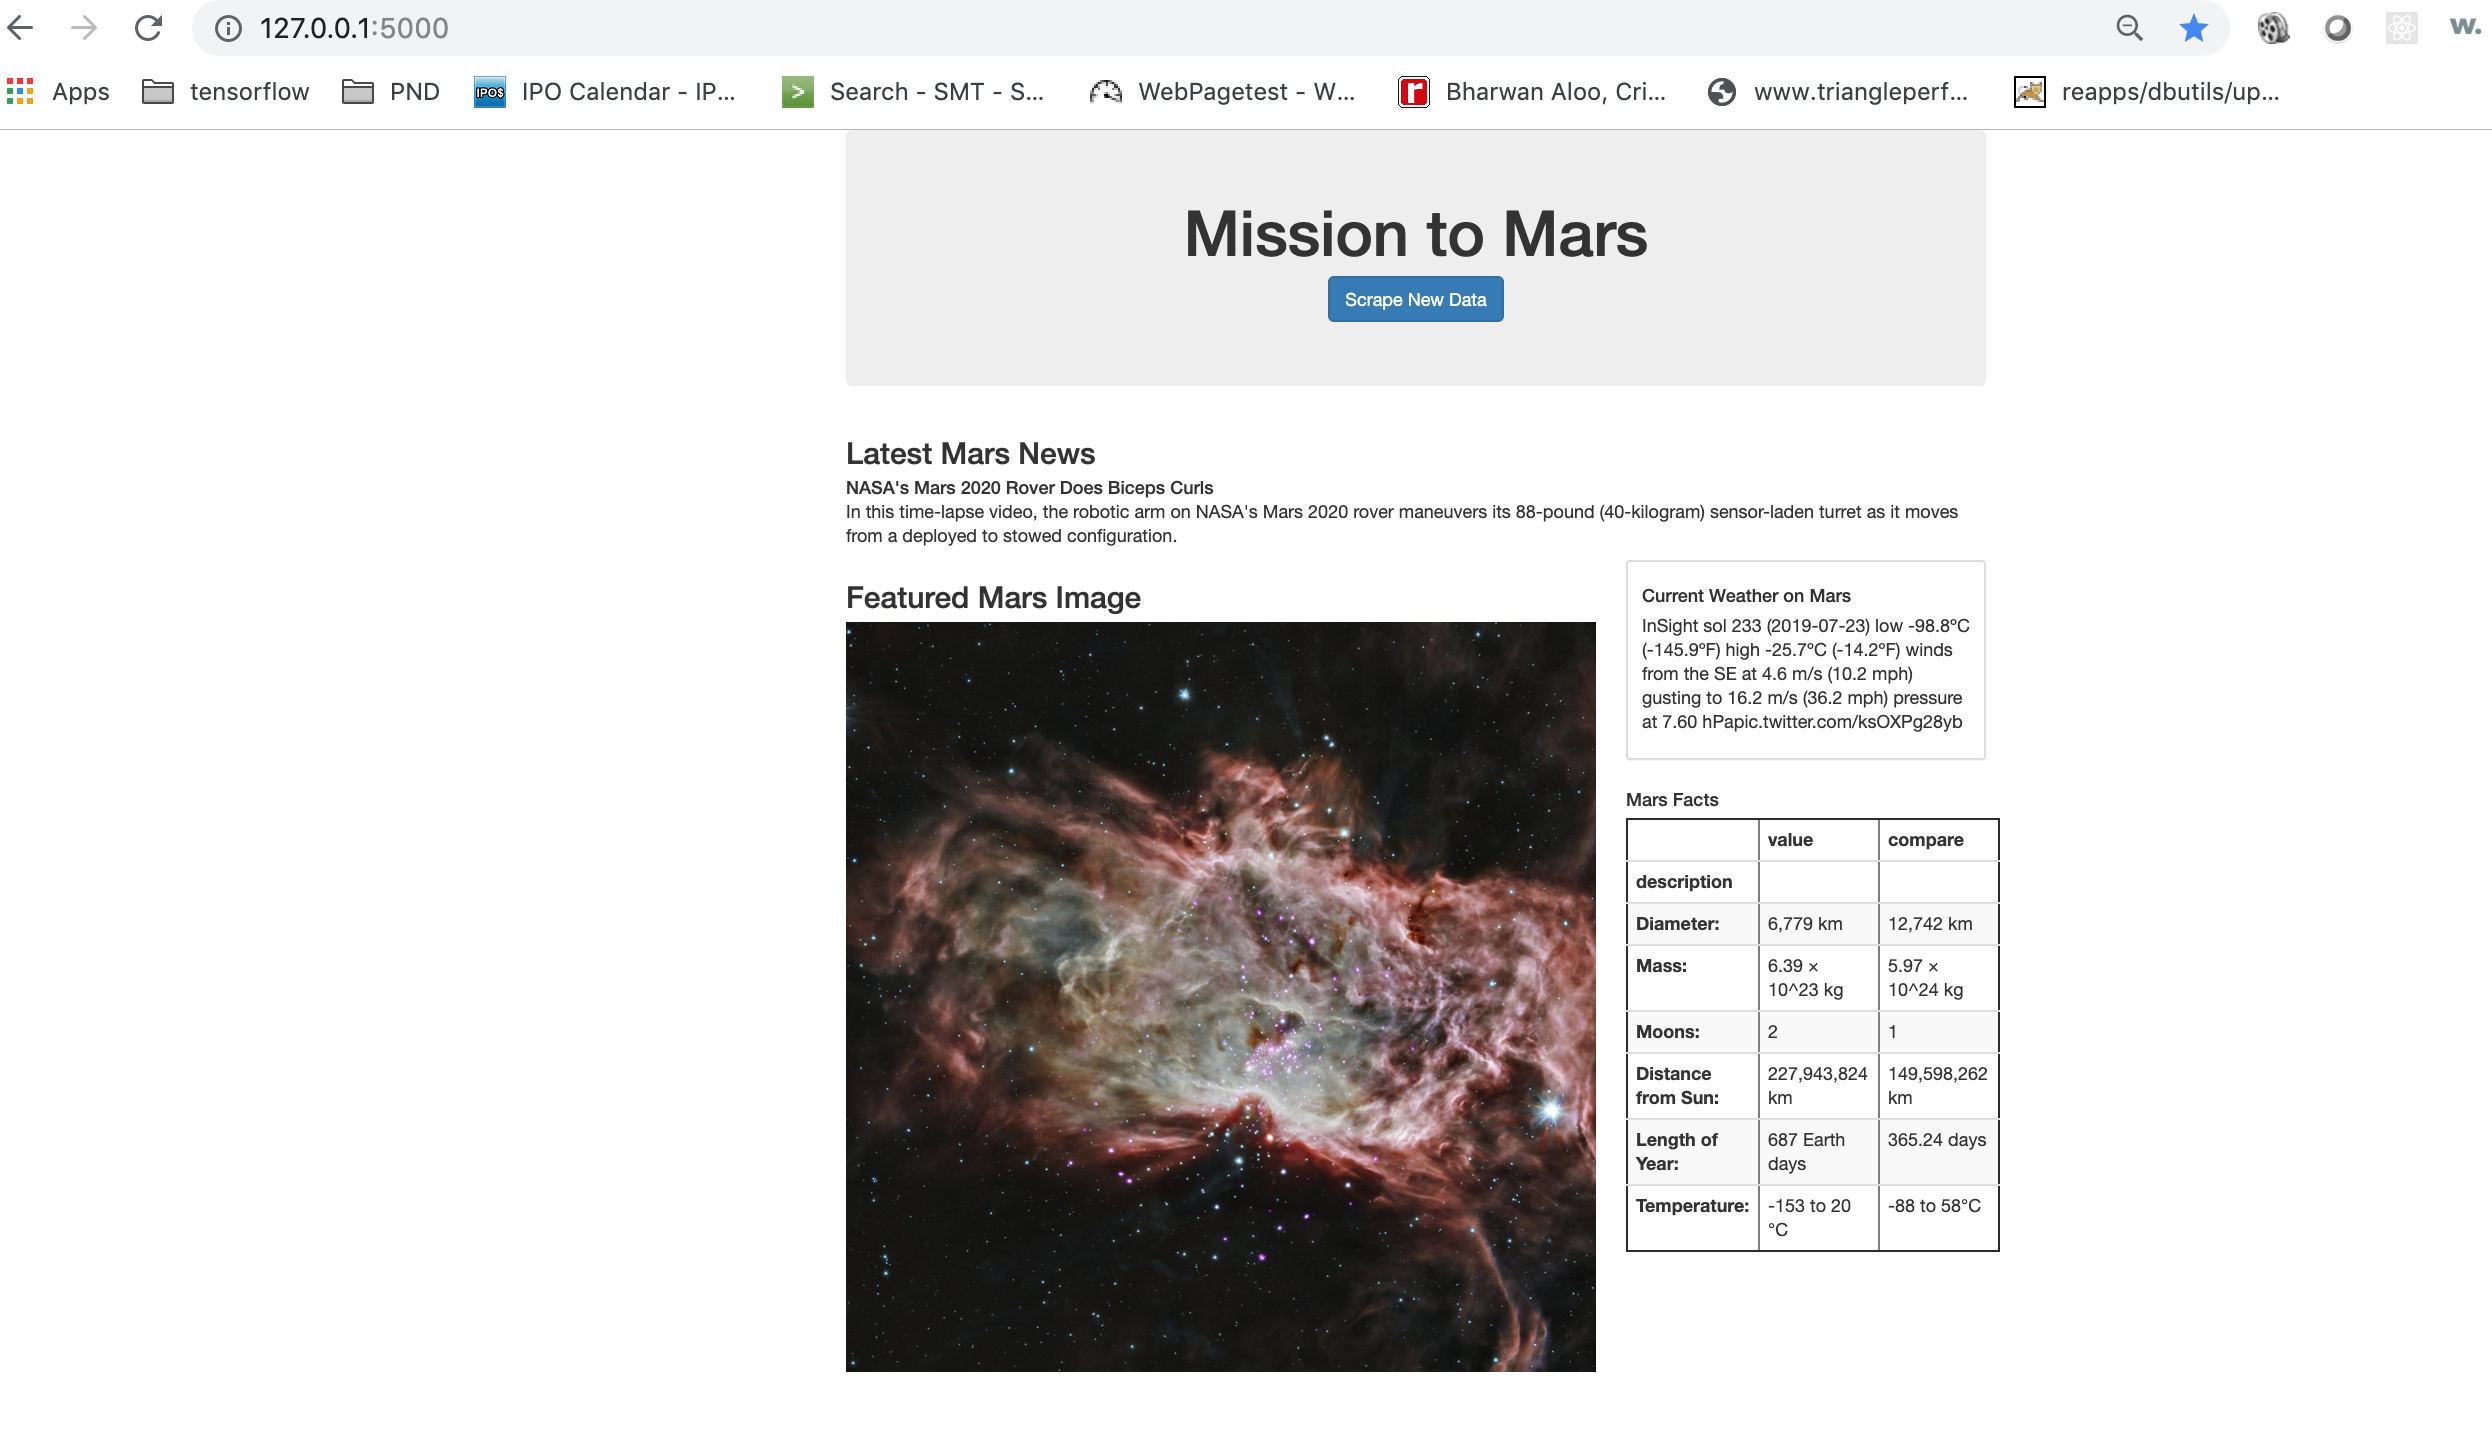 127.0.0.1:5000
w.
Apps tensorflow PND IPO$ IPO Calendar - IP... > Search - SMT - S... WebPagetest - W... r Bharwan Aloo, Cri... www.triangleperf... reapps/dbutils/up...
Mission to Mars
Scrape New Data
Latest Mars News
NASA's Mars 2020 Rover Does Biceps Curls
In this time-lapse video, the robotic arm on NASA's Mars 2020 rover maneuvers its 88-pound (40-kilogram) sensor-laden turret as it moves
from a deployed to stowed configuration.
Featured Mars Image
Current Weather on Mars
InSight sol 233 (2019-07-23) low -98.8ºC
(-145.9ºF) high -25.7ºC (-14.2ºF) winds
from the SE at 4.6 m/s (10.2 mph)
gusting to 16.2 m/s (36.2 mph) pressure
at 7.60 hPapic.twitter.com/ksOXPg28yb
Mars Facts
value compare
description
Diameter: 6,779 km 12,742 km
Mass: 6.39 × 5.97 ×
10^23 kg 10^24 kg
Moons: 2 1
Distance 227,943,824 149,598,262
from Sun: km km
Length of 687 Earth 365.24 days
Year: days
Temperature: -153 to 20 -88 to 58°C
°C